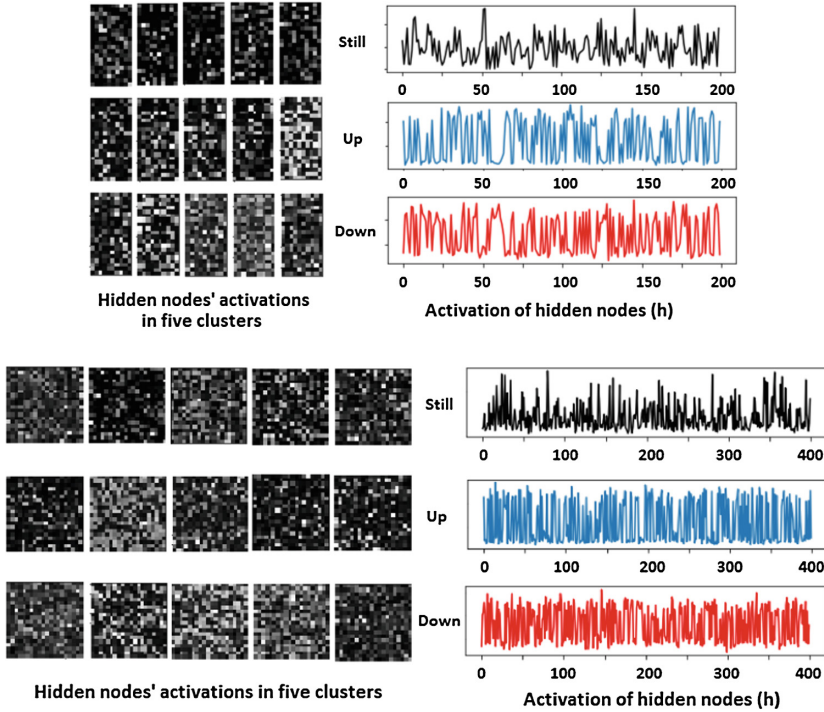 Still
0 50 100 150 200
Up
0 50 100 150 200
Down
0 50 100 150 200
Hidden nodes' activations
in five clusters
Activation of hidden nodes (h)
Still
0 100 200 300 400
Up
0 100 200 300 400
Down
0 100 200 300 400
Hidden nodes' activations in five clusters
Activation of hidden nodes (h)